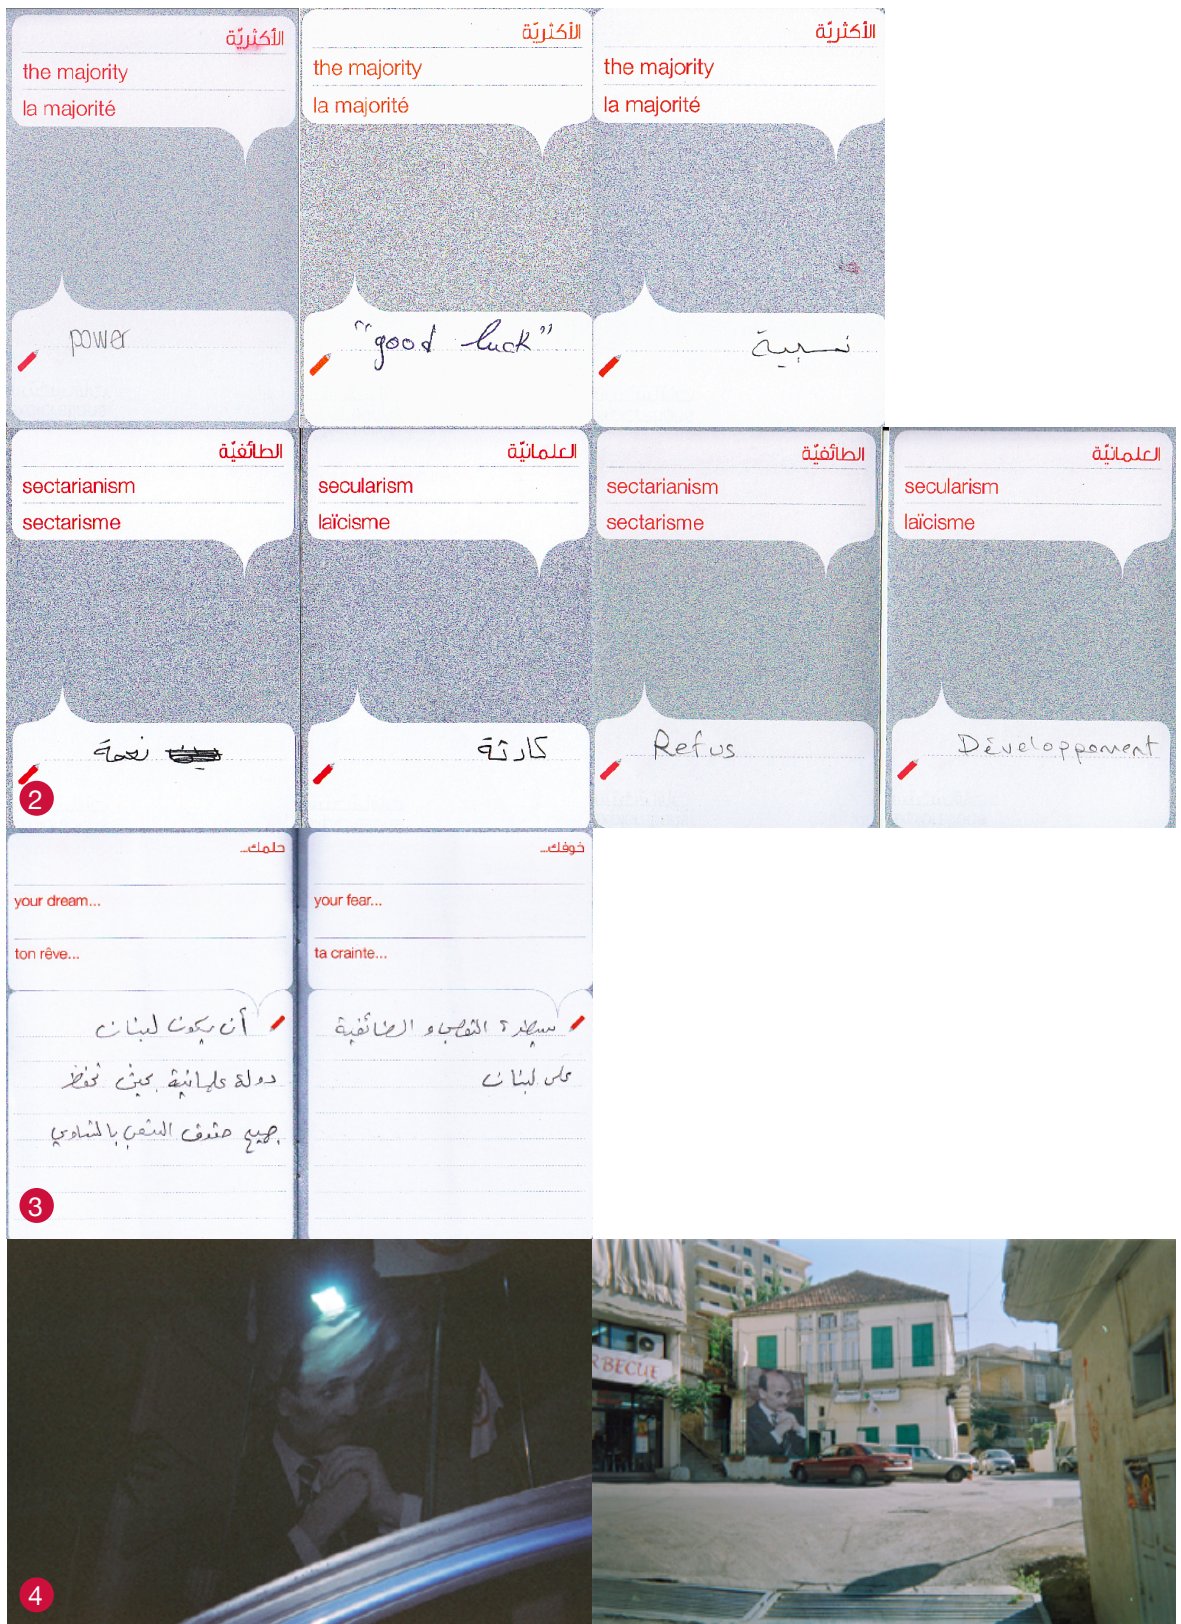 الأكثريّة
the majority
la majorité
power
الأكثريّة
the majority
la majorité
“good luck”
الأكثريّة
the majority
la majorité
نسبية
الطائفيّة
sectarianism
sectarisme
نعمة
العلمانيّة
secularism
laïcisme
كارثة
الطائفيّة
sectarianism
sectarisme
Refus
العلمانيّة
secularism
laïcisme
Développement
2
حلمك...
your dream...
ton rêve...
أن يكون لبنان
دولة علمانية بحيث تحفظ
جميع حقوق الشعب بالتساوي
خوفك...
your fear...
ta crainte...
سيطرة التعصب و الطائفية
على لبنان
3
RBECUE
4